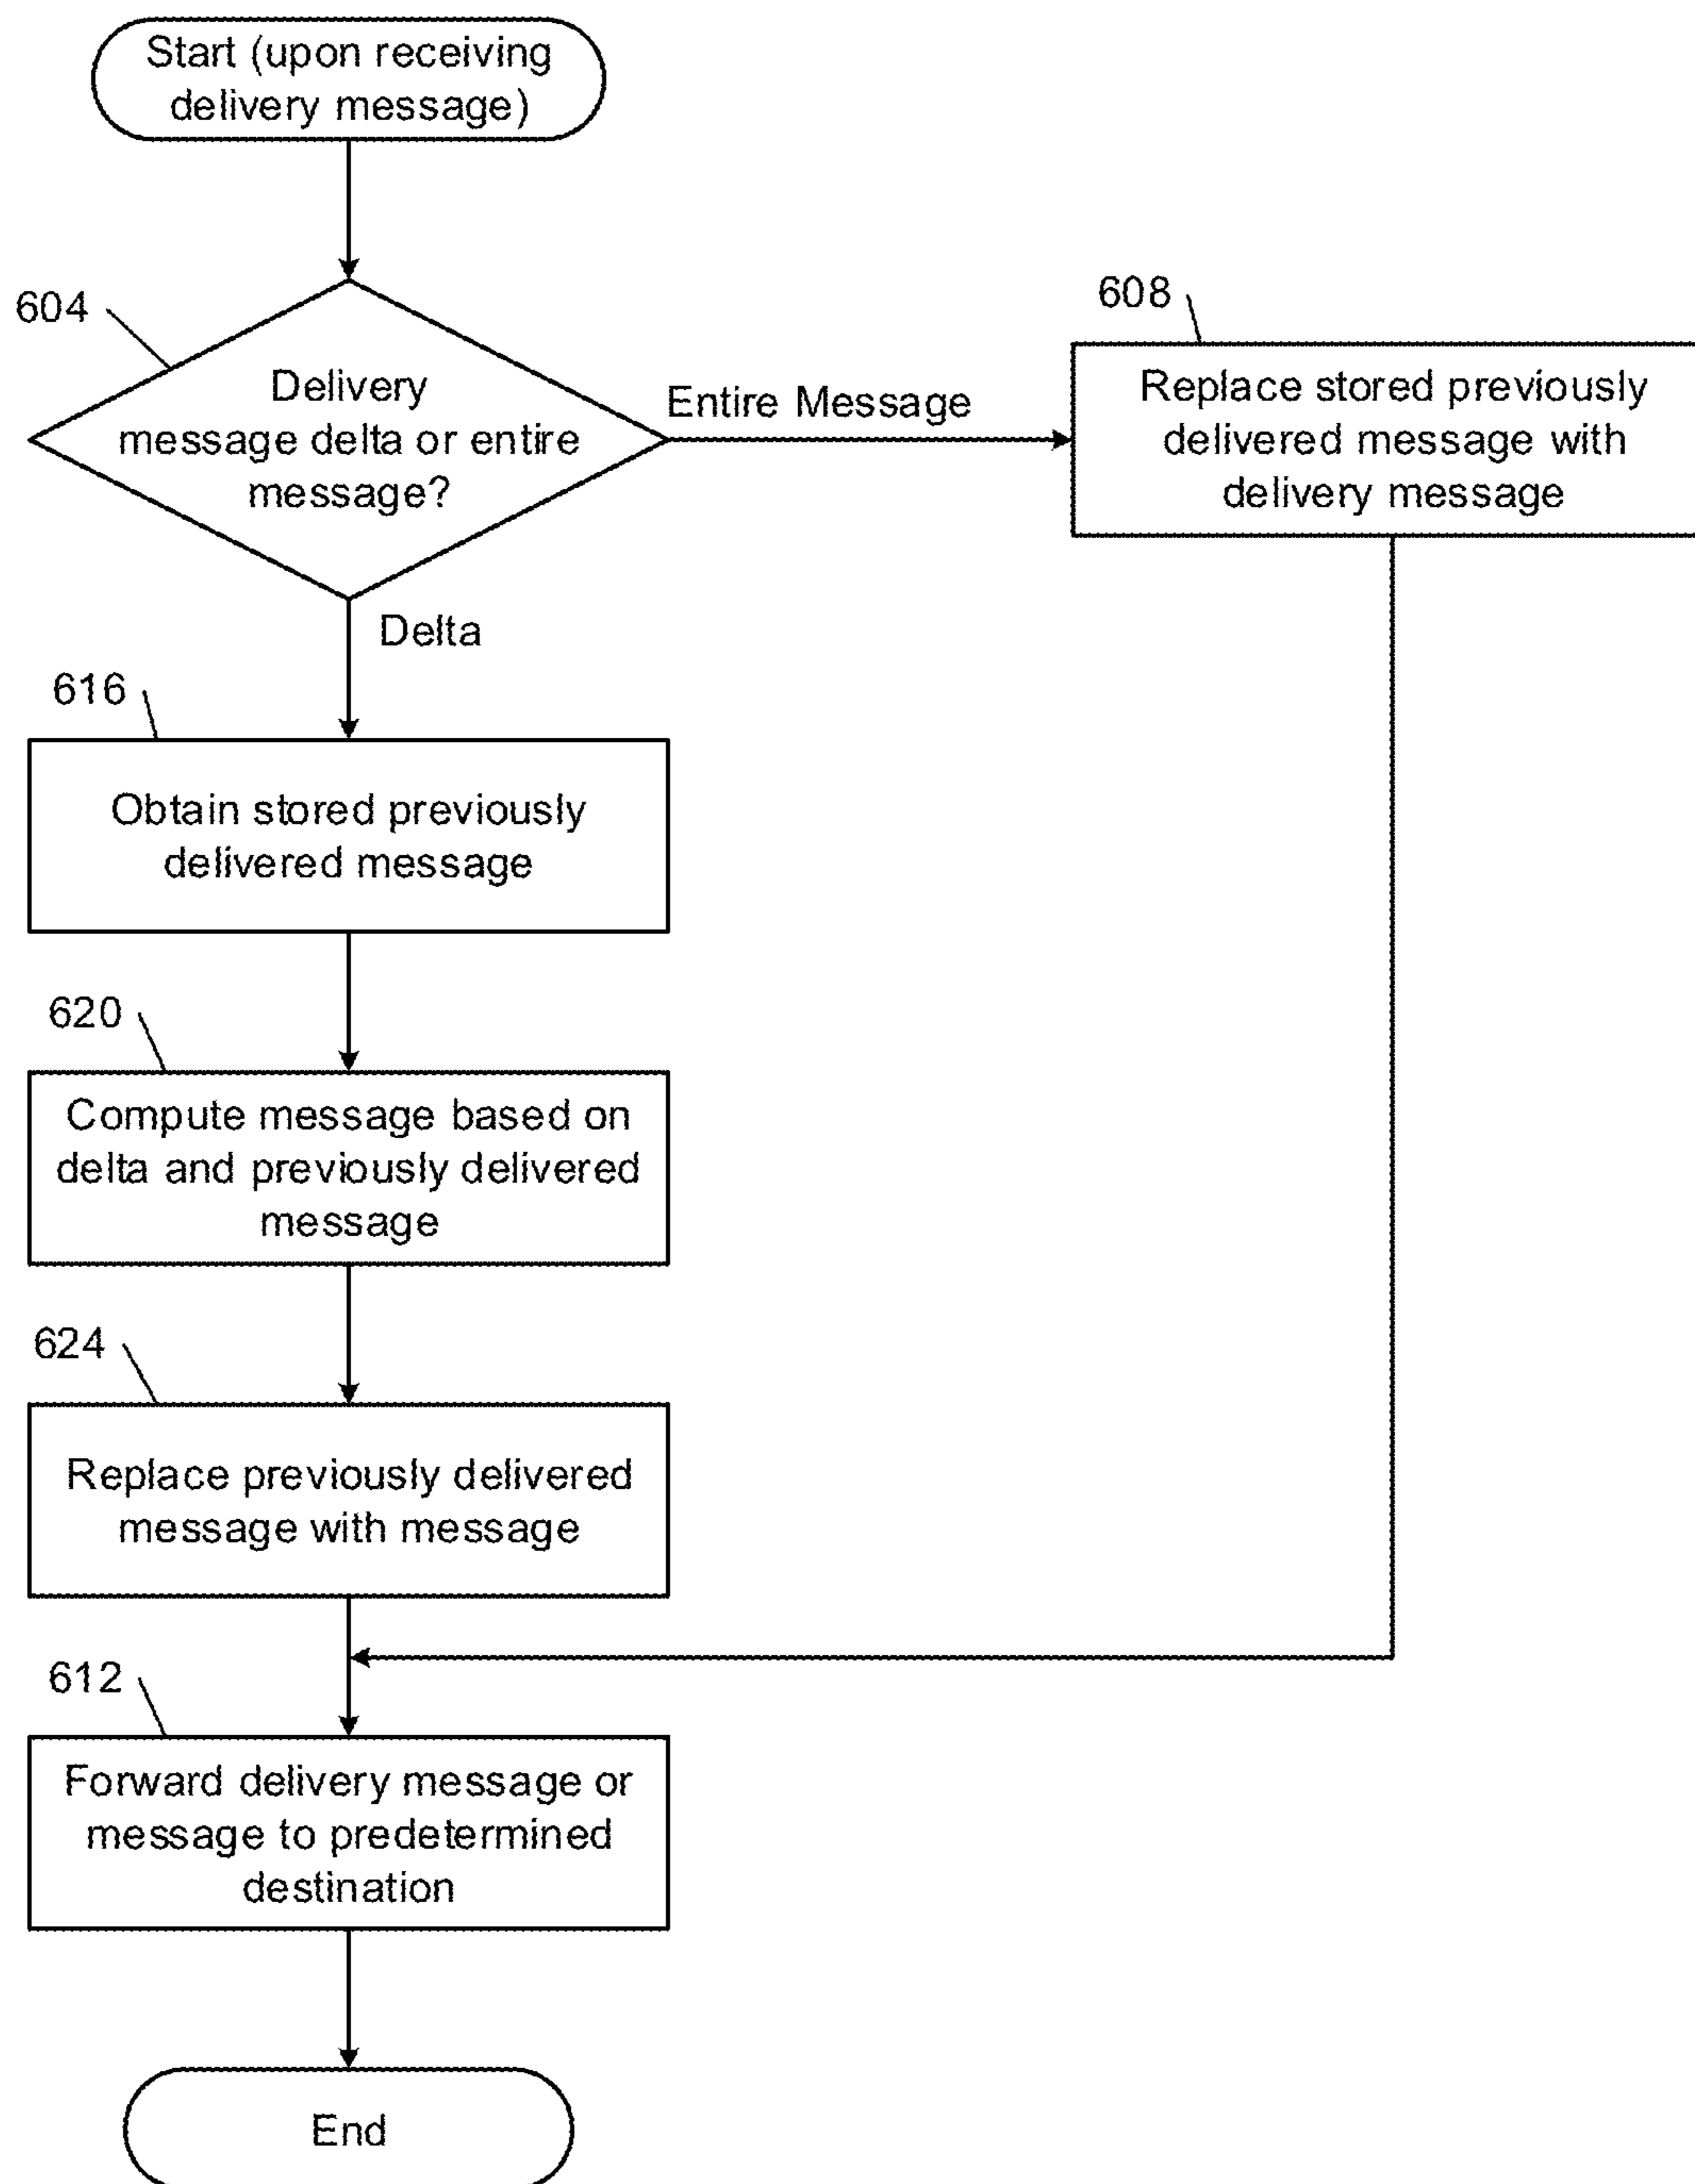 Start (upon receiving
delivery message)
604
Delivery
message delta or entire
message?
Entire Message
608
Replace stored previously
delivered message with
delivery message
Delta
616
Obtain stored previously
delivered message
620
Compute message based on
delta and previously delivered
message
624
Replace previously delivered
message with message
612
Forward delivery message or
message to predetermined
destination
End